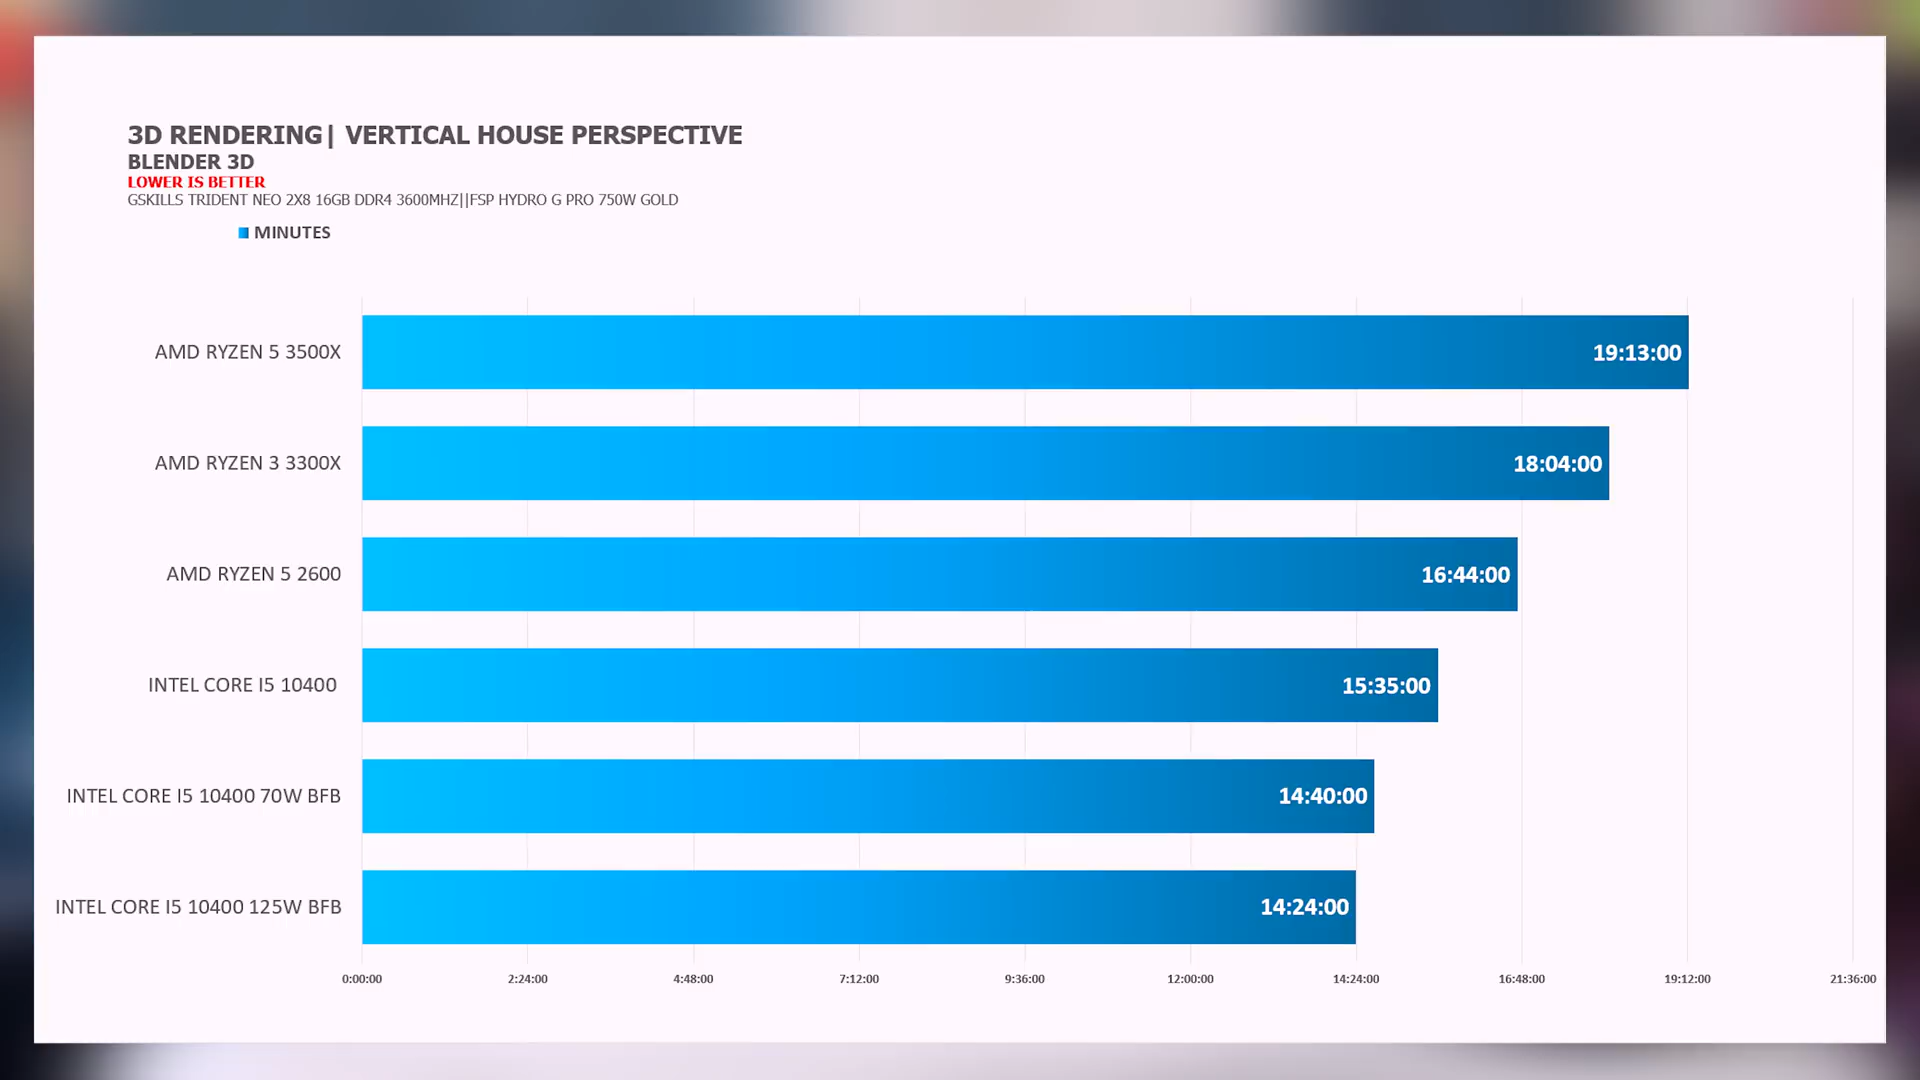 3D RENDERING| VERTICAL HOUSE PERSPECTIVE
BLENDER 3D
LOWER IS BETTER
GSKILLS TRIDENT NEO 2X8 16GB DDR4 3600MHZ||FSP HYDRO G PRO 750W GOLD
MINUTES
AMD RYZEN 5 3500X 19:13:00
AMD RYZEN 3 3300X 18:04:00
AMD RYZEN 5 2600 16:44:00
INTEL CORE I5 10400 15:35:00
INTEL CORE I5 10400 70W BFB 14:40:00
INTEL CORE I5 10400 125W BFB 14:24:00
0:00:00 2:24:00 4:48:00 7:12:00 9:36:00 12:00:00 14:24:00 16:48:00 19:12:00 21:36:00